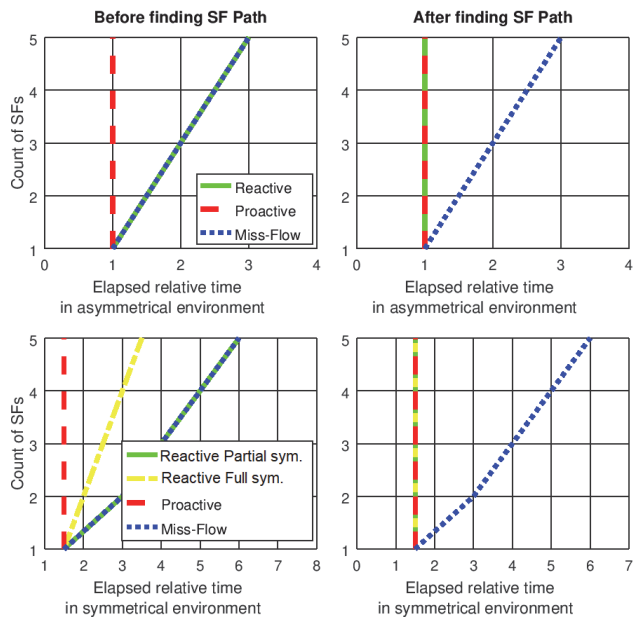 Before finding SF Path
After finding SF Path
5
4
3
2
1
Count of SFs
Reactive
Proactive
Miss-Flow
0 1 2 3 4
Elapsed relative time
in asymmetrical environment
5
4
3
2
1
0 1 2 3 4
Elapsed relative time
in asymmetrical environment
5
4
3
2
1
Count of SFs
Reactive Partial sym.
Reactive Full sym.
Proactive
Miss-Flow
1 2 3 4 5 6 7 8
Elapsed relative time
in symmetrical environment
5
4
3
2
1
0 1 2 3 4 5 6 7
Elapsed relative time
in symmetrical environment